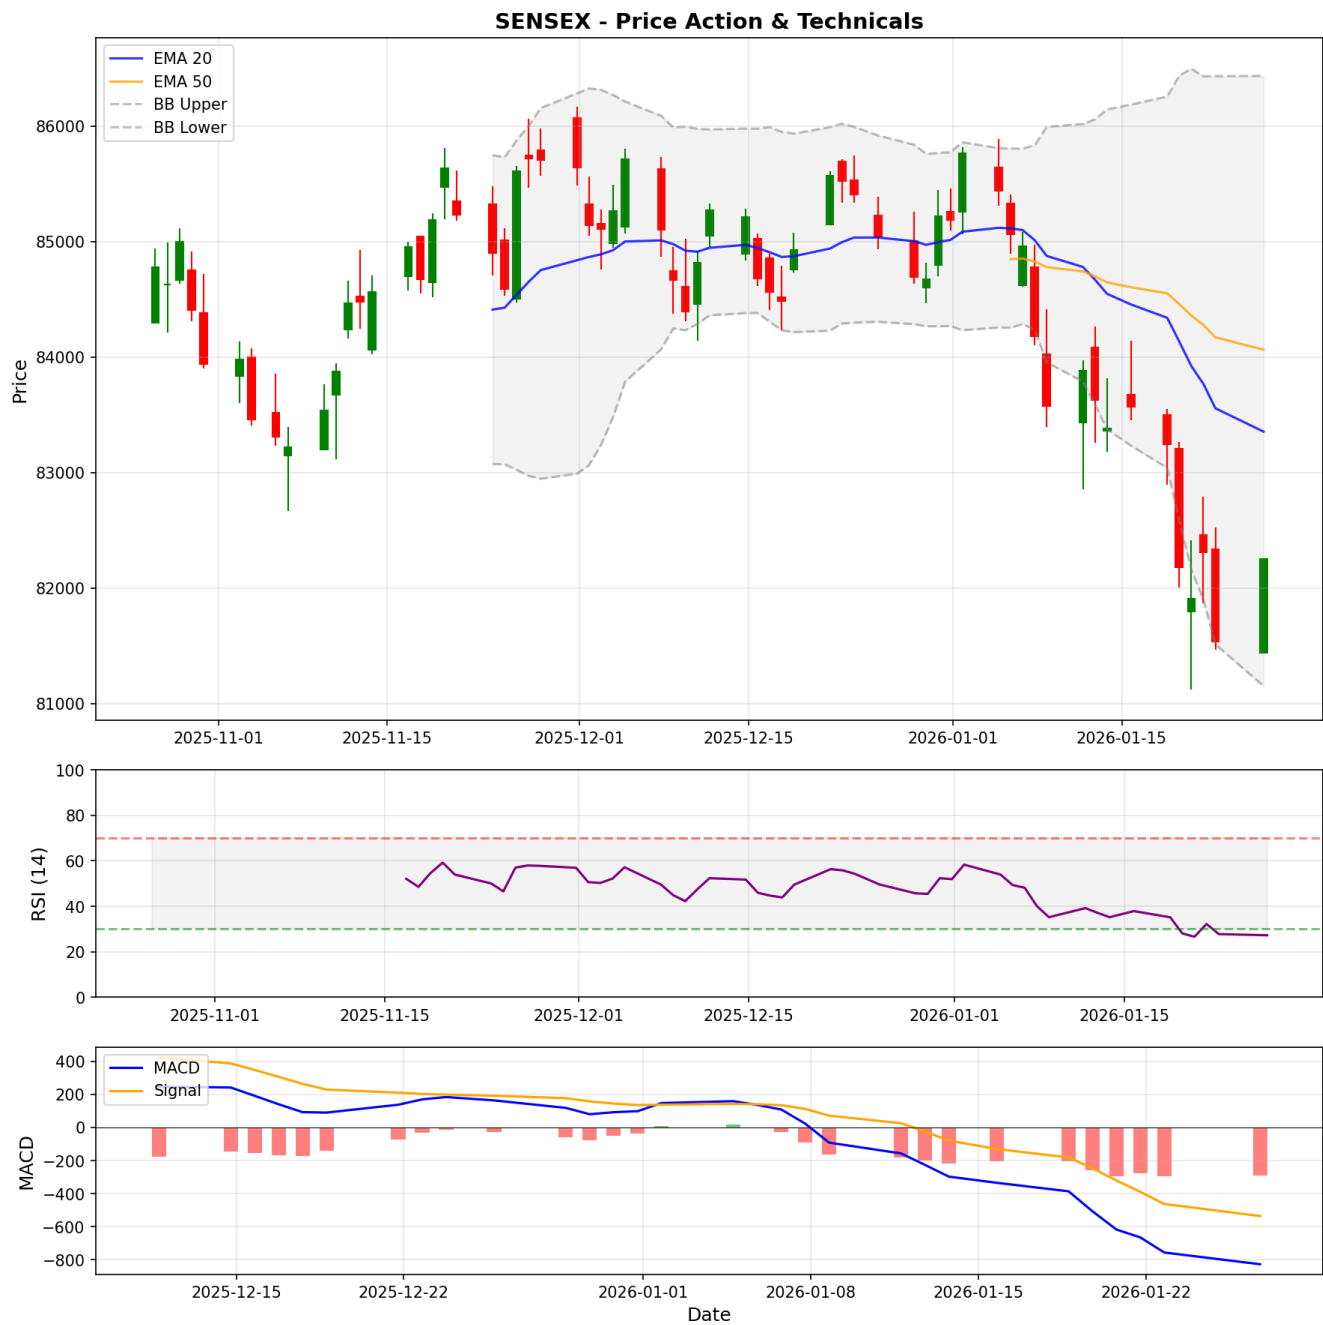 SENSEX - Price Action & Technicals
EMA 20
EMA 50
BB Upper
BB Lower
Price
86000
85000
84000
83000
82000
81000
2025-11-01 2025-11-15 2025-12-01 2025-12-15 2026-01-01 2026-01-15
RSI (14)
100
80
60
40
20
0
2025-11-01 2025-11-15 2025-12-01 2025-12-15 2026-01-01 2026-01-15
MACD
Signal
MACD
400
200
0
−200
−400
−600
−800
2025-12-15 2025-12-22 2026-01-01 2026-01-08 2026-01-15 2026-01-22
Date